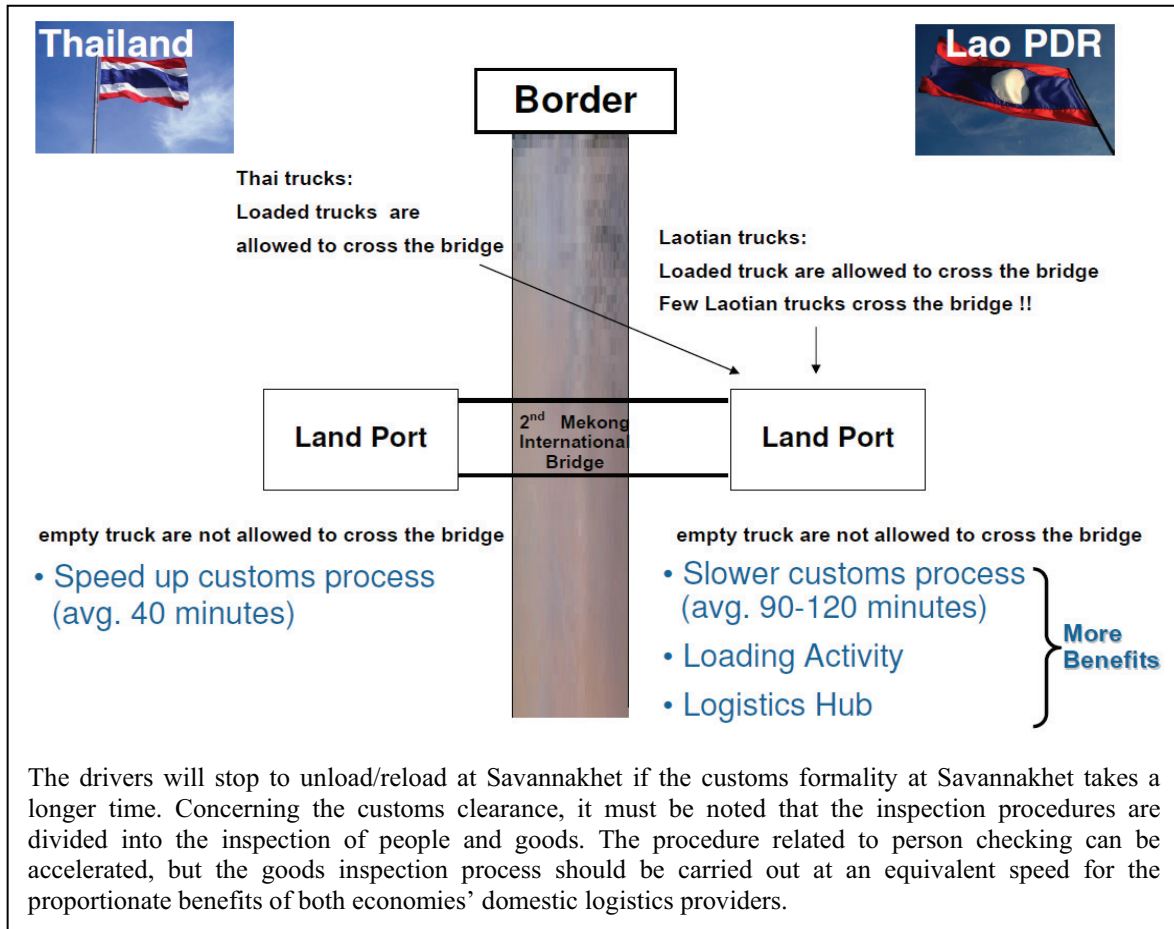 Thailand
Lao PDR
Border
Thai trucks:
Loaded trucks are
allowed to cross the bridge
Laotian trucks:
Loaded truck are allowed to cross the bridge
Few Laotian trucks cross the bridge !!
Land Port
2nd Mekong
International
Bridge
Land Port
empty truck are not allowed to cross the bridge
• Speed up customs process
(avg. 40 minutes)
empty truck are not allowed to cross the bridge
• Slower customs process
(avg. 90-120 minutes)
• Loading Activity
• Logistics Hub
More
Benefits
The drivers will stop to unload/reload at Savannakhet if the customs formality at Savannakhet takes a
longer time. Concerning the customs clearance, it must be noted that the inspection procedures are
divided into the inspection of people and goods. The procedure related to person checking can be
accelerated, but the goods inspection process should be carried out at an equivalent speed for the
proportionate benefits of both economies’ domestic logistics providers.